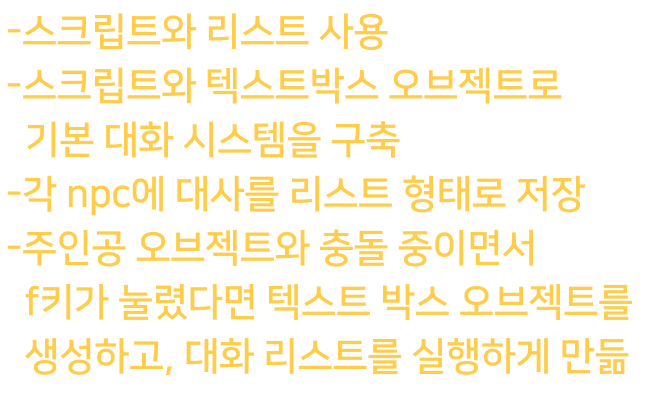 -스크립트와 리스트 사용
-스크립트와 텍스트박스 오브젝트로
기본 대화 시스템을 구축
-각 npc에 대사를 리스트 형태로 저장
-주인공 오브젝트와 충돌 중이면서
f키가 눌렸다면 텍스트 박스 오브젝트를
생성하고, 대화 리스트를 실행하게 만듦